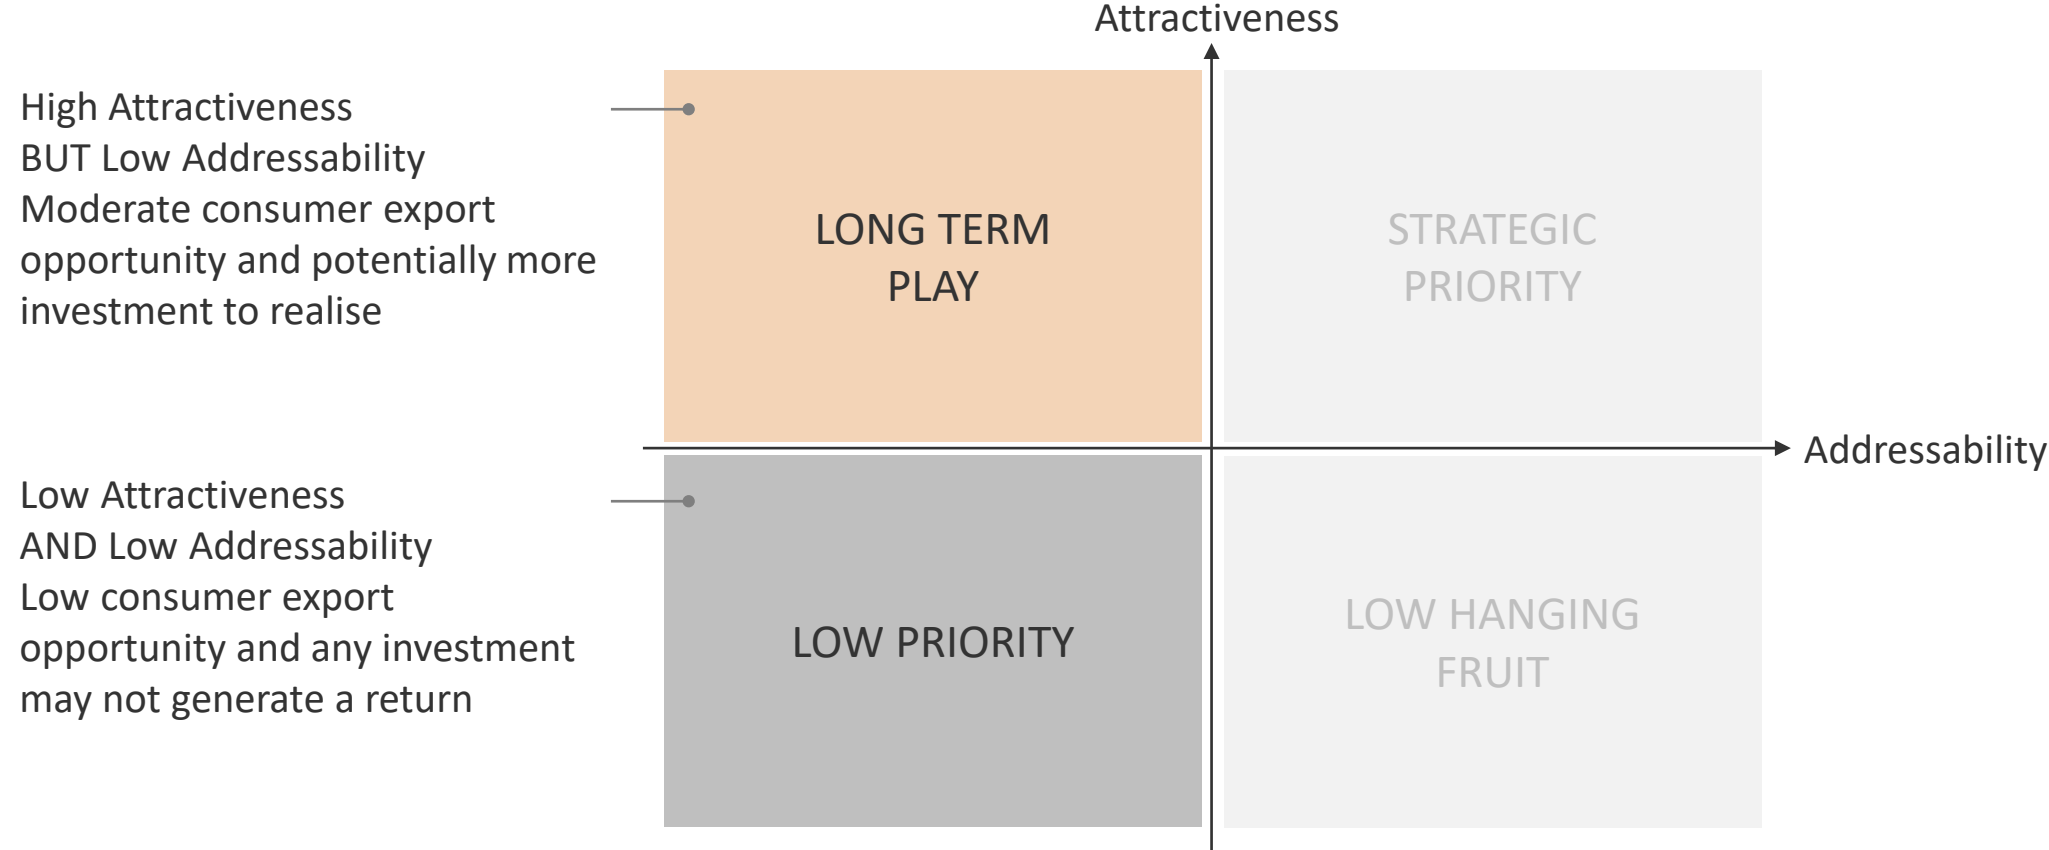 Attractiveness
High Attractiveness
BUT Low Addressability
Moderate consumer export
opportunity and potentially more
investment to realise
LONG TERM
PLAY
STRATEGIC
PRIORITY
Addressability
Low Attractiveness
AND Low Addressability
Low consumer export
opportunity and any investment
may not generate a return
LOW PRIORITY
LOW HANGING
FRUIT